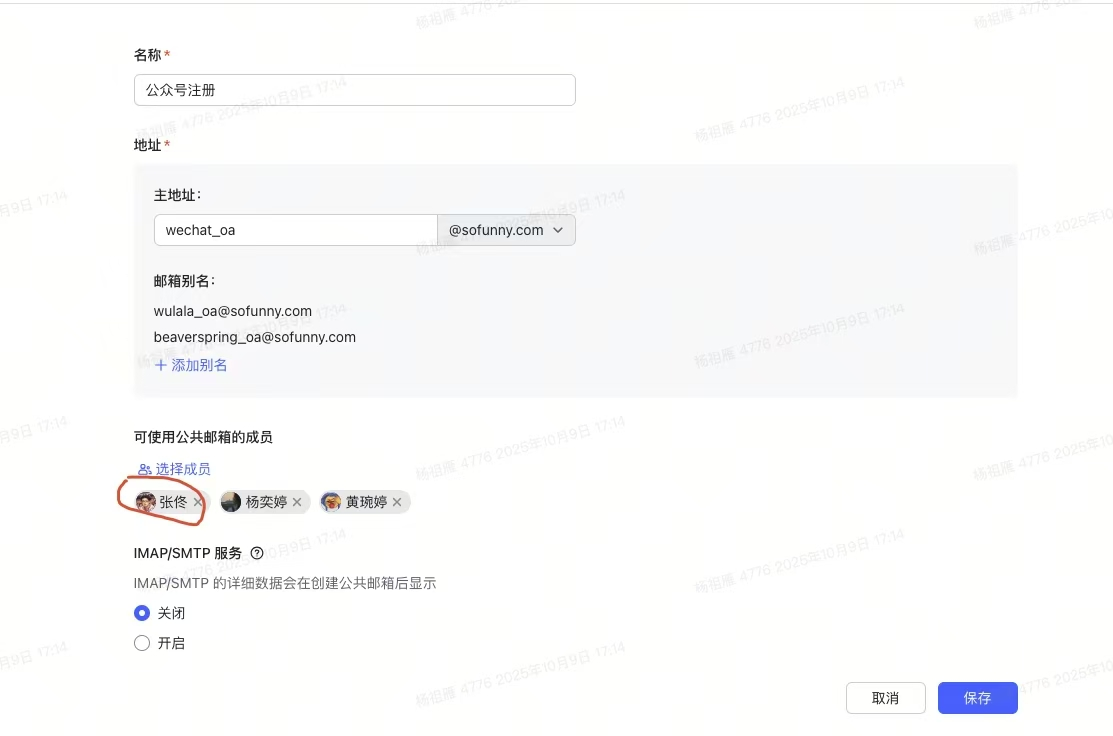 名称*
公众号注册
地址*
主地址：
wechat_oa @sofunny.com
邮箱别名：
wulala_oa@sofunny.com
beaverspring_oa@sofunny.com
+ 添加别名
可使用公共邮箱的成员
选择成员
张佟 × 杨奕婷 × 黄琬婷 ×
IMAP/SMTP 服务 ?
IMAP/SMTP 的详细数据会在创建公共邮箱后显示
关闭
开启
取消 保存
杨祖雁 4776 2025年10月9日 17:14